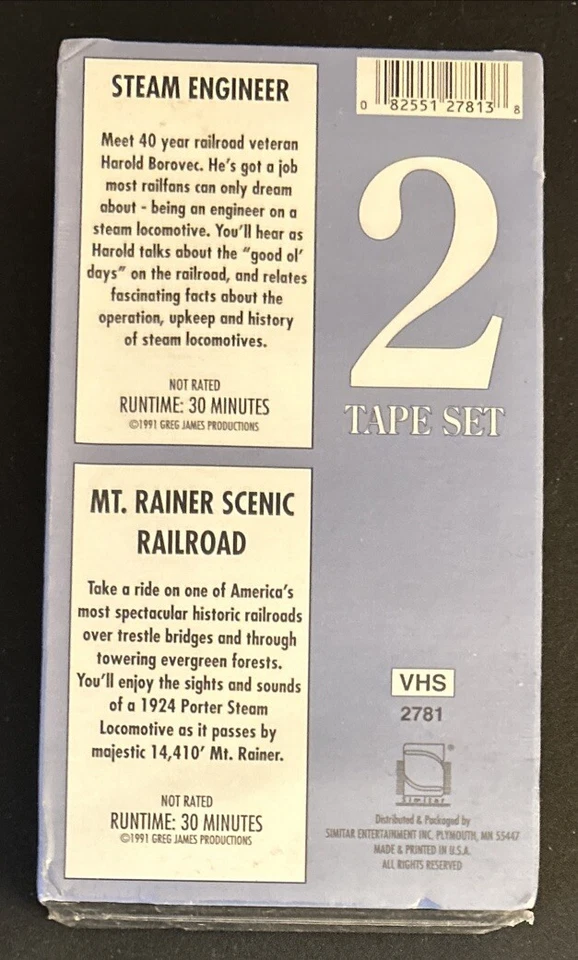 STEAM ENGINEER
Meet 40 year railroad veteran
Harold Borovec. He's got a job
most railfans can only dream
about - being an engineer on a
steam locomotive. You'll hear as
Harold talks about the "good ol'
days" on the railroad, and relates
fascinating facts about the
operation, upkeep and history
of steam locomotives.
NOT RATED
RUNTIME: 30 MINUTES
©1991 GREG JAMES PRODUCTIONS
MT. RAINER SCENIC
RAILROAD
Take a ride on one of America's
most spectacular historic railroads
over trestle bridges and through
towering evergreen forests.
You'll enjoy the sights and sounds
of a 1924 Porter Steam
Locomotive as it passes by
majestic 14,410' Mt. Rainer.
NOT RATED
RUNTIME: 30 MINUTES
©1991 GREG JAMES PRODUCTIONS
0 82551 27813 8
2
TAPE SET
VHS
2781
®
Simitar
Distributed & Packaged by
SIMITAR ENTERTAINMENT INC. PLYMOUTH, MN 55447
MADE & PRINTED IN U.S.A.
ALL RIGHTS RESERVED